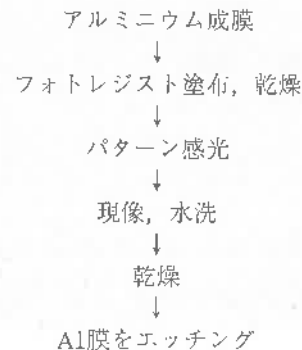 アルミニウム成膜
↓
フォトレジスト塗布，乾燥
↓
パターン感光
↓
現像，水洗
↓
乾燥
↓
Al膜をエッチング